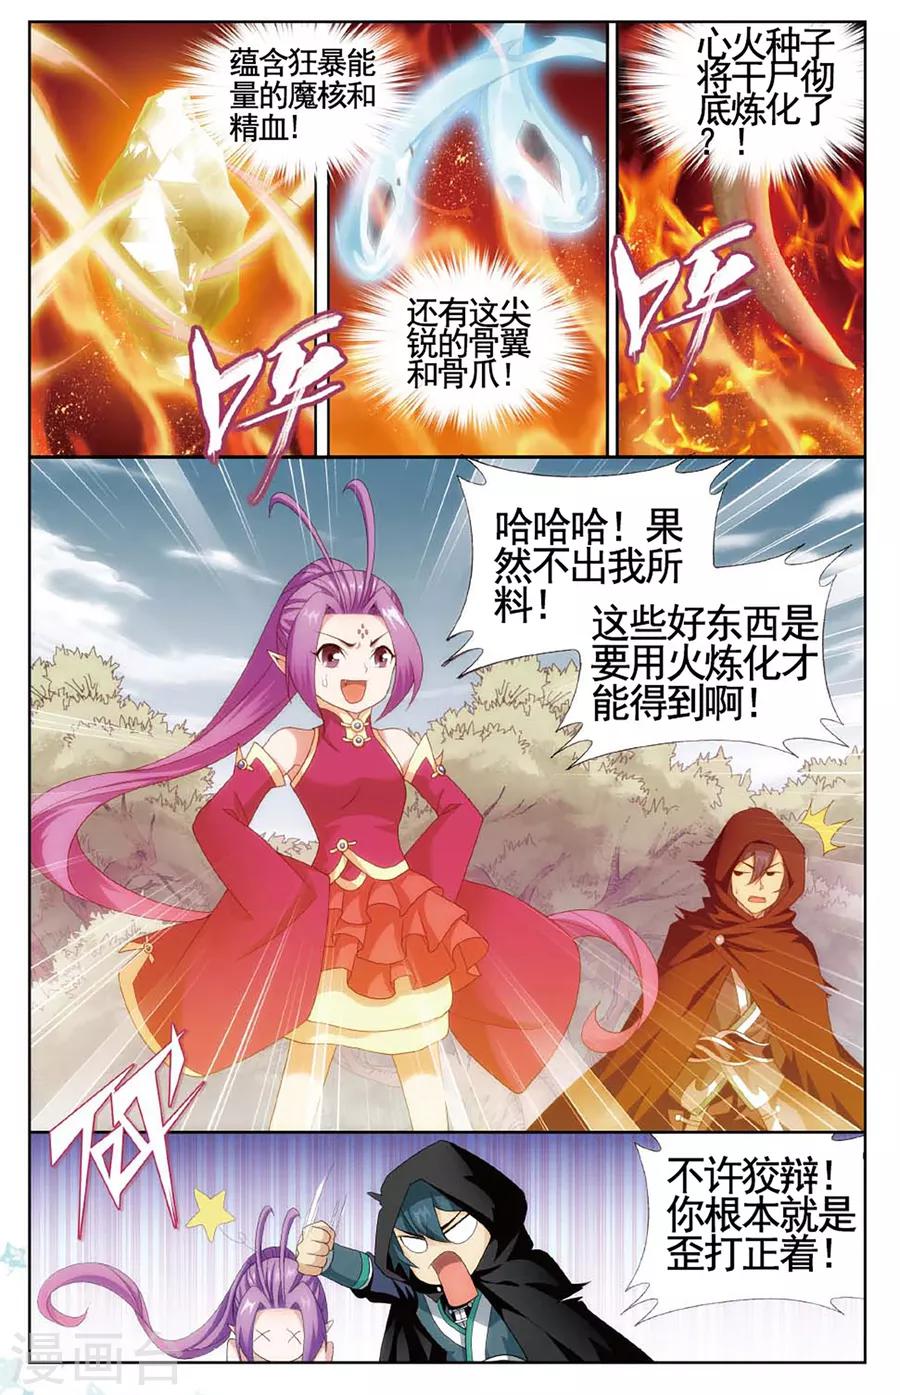 蕴含狂暴能
量的魔核和
精血!
还有这尖
锐的骨翼
和骨爪!
心火种子
将干尸彻
底炼化了
?!
呯
呯
哈哈哈!果
然不出我所
料!
这些好东西是
要用火炼化才
能得到啊!
砰
不许狡辩!
你根本就是
歪打正着!
漫画台